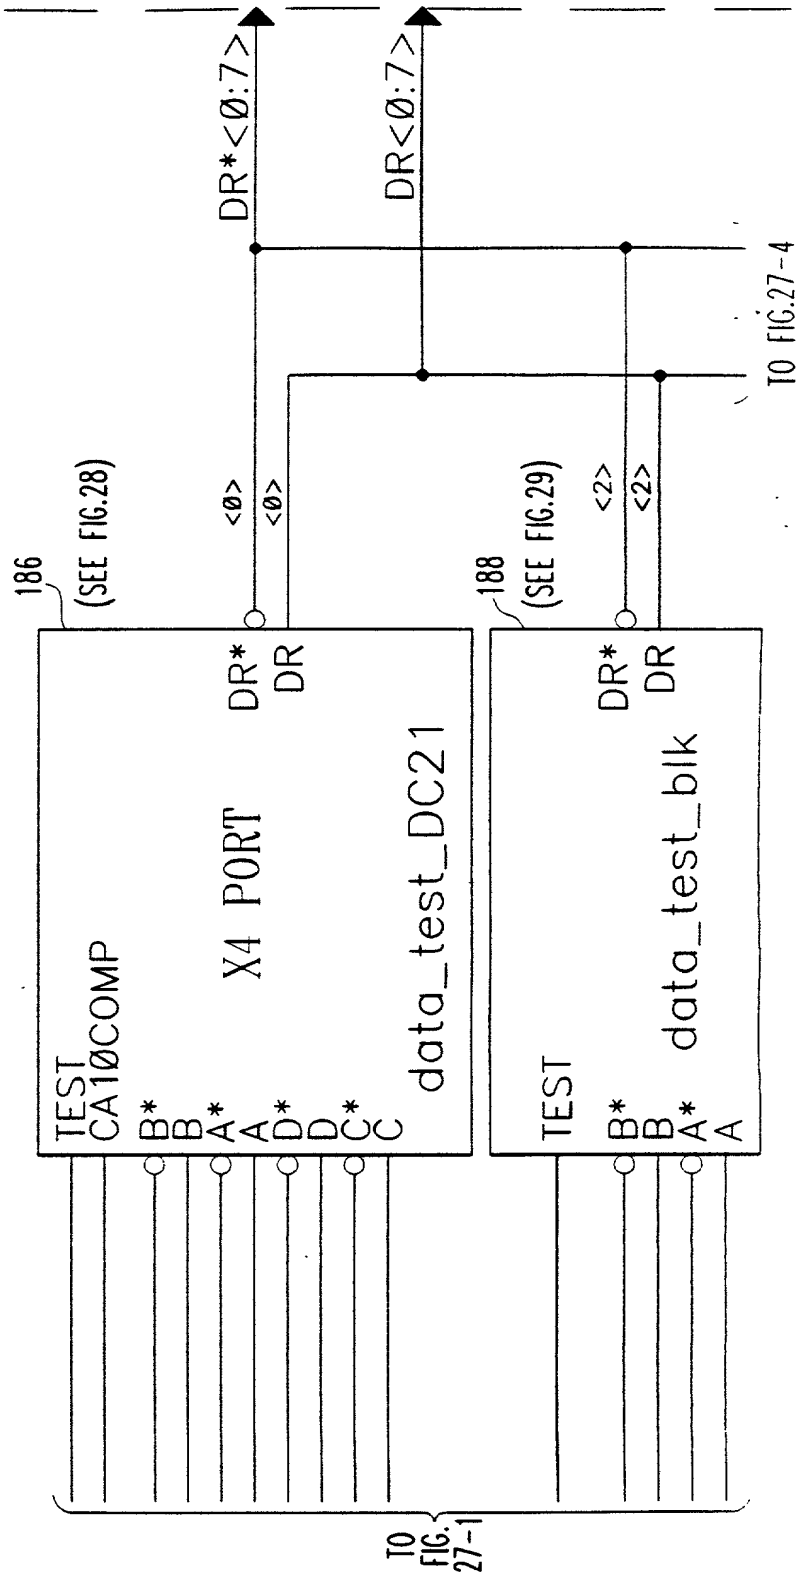 186
(SEE FIG.28)
TEST
CA10COMP
B*
B
A*
A
D*
D
C*
C
X4 PORT
data_test_DC21
DR*
DR
<0>
<0>
DR*<0:7>
DR<0:7>
188
(SEE FIG.29)
TEST
B*
B
A*
A
data_test_blk
DR*
DR
<2>
<2>
TO
FIG.
27-1
TO FIG.27-4